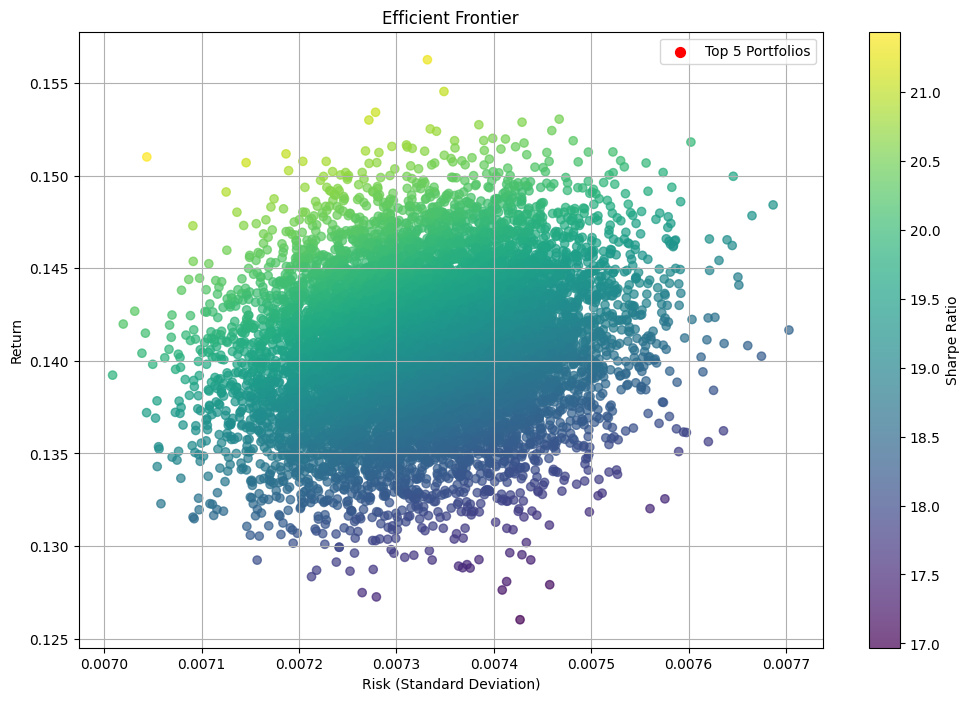 Efficient Frontier
Top 5 Portfolios
0.155
0.150
0.145
0.140
0.135
0.130
0.125
Return
0.0070 0.0071 0.0072 0.0073 0.0074 0.0075 0.0076 0.0077
Risk (Standard Deviation)
21.0
20.5
20.0
19.5
19.0
18.5
18.0
17.5
17.0
Sharpe Ratio